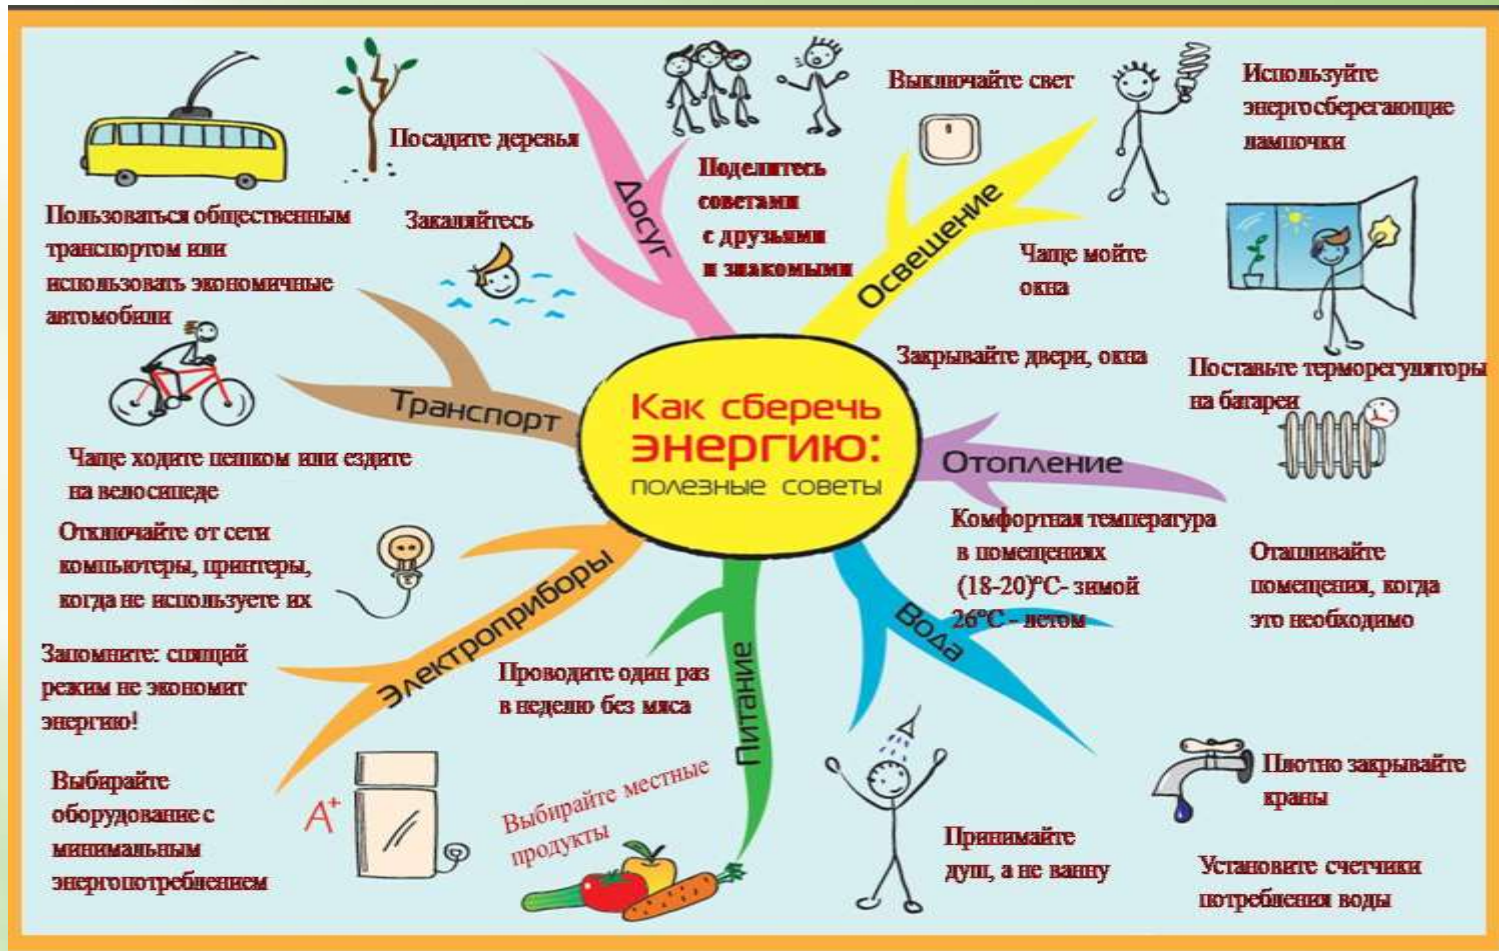 Как сберечь
энергию:
полезные советы
Досуг
Посадите деревья
Закаляйтесь
Поделитесь
советами
с друзьями
и знакомыми
Освещение
Выключайте свет
Используйте
энергосберегающие
лампочки
Чаще мойте
окна
Отопление
Закрывайте двери, окна
Поставьте терморегуляторы
на батареи
Комфортная температура
в помещениях
(18-20)°С- зимой
26°С - летом
Отапливайте
помещения, когда
это необходимо
Вода
Принимайте
душ, а не ванну
Плотно закрывайте
краны
Установите счетчики
потребления воды
Питание
Проводите один раз
в неделю без мяса
Выбирайте местные
продукты
Электроприборы
Отключайте от сети
компьютеры, принтеры,
когда не используете их
Запомните: спящий
режим не экономит
энергию!
Выбирайте
оборудование с
минимальным
энергопотреблением
А+
Транспорт
Пользоваться общественным
транспортом или
использовать экономичные
автомобили
Чаще ходите пешком или ездите
на велосипеде